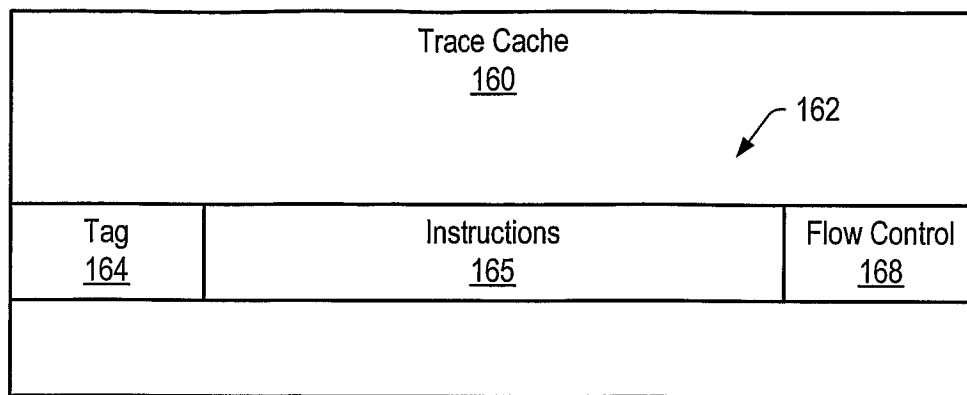 Trace Cache
160
162
Tag
164
Instructions
165
Flow Control
168